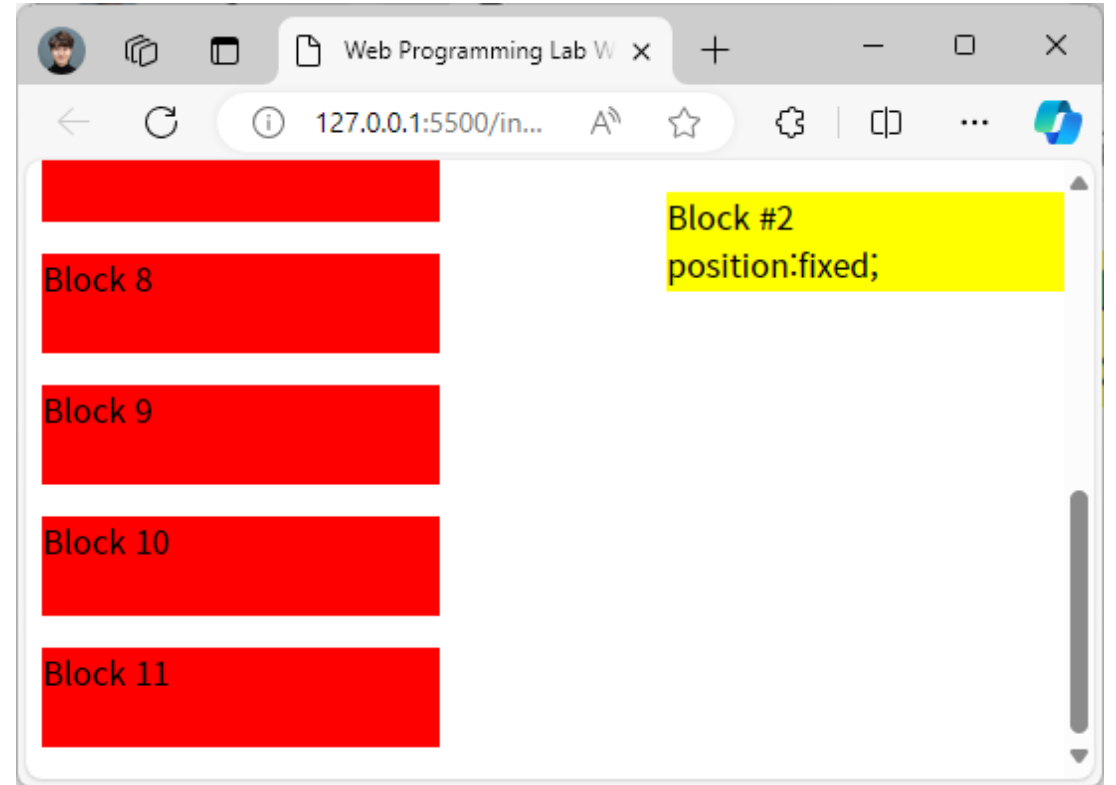 Web Programming Lab W
127.0.0.1:5500/in...
Block #2
position:fixed;
Block 8
Block 9
Block 10
Block 11